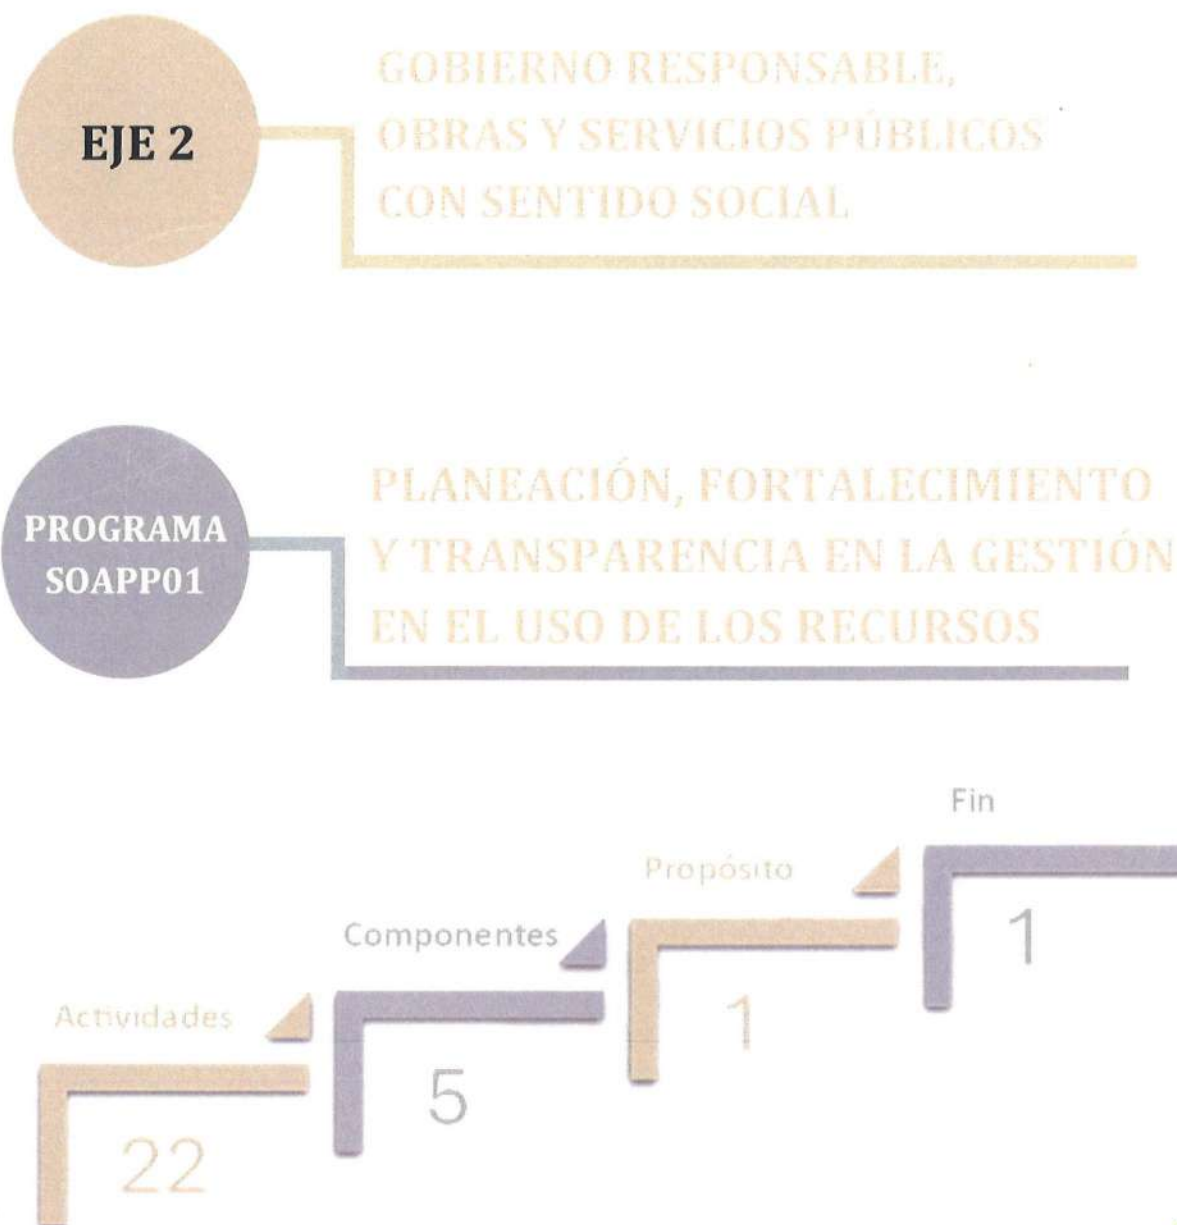 EJE 2
GOBIERNO RESPONSABLE,
OBRAS Y SERVICIOS PÚBLICOS
CON SENTIDO SOCIAL
PROGRAMA
SOAPP01
PLANEACIÓN, FORTALECIMIENTO
Y TRANSPARENCIA EN LA GESTIÓN
EN EL USO DE LOS RECURSOS
Fin
1
Propósito
1
Componentes
5
Actividades
22